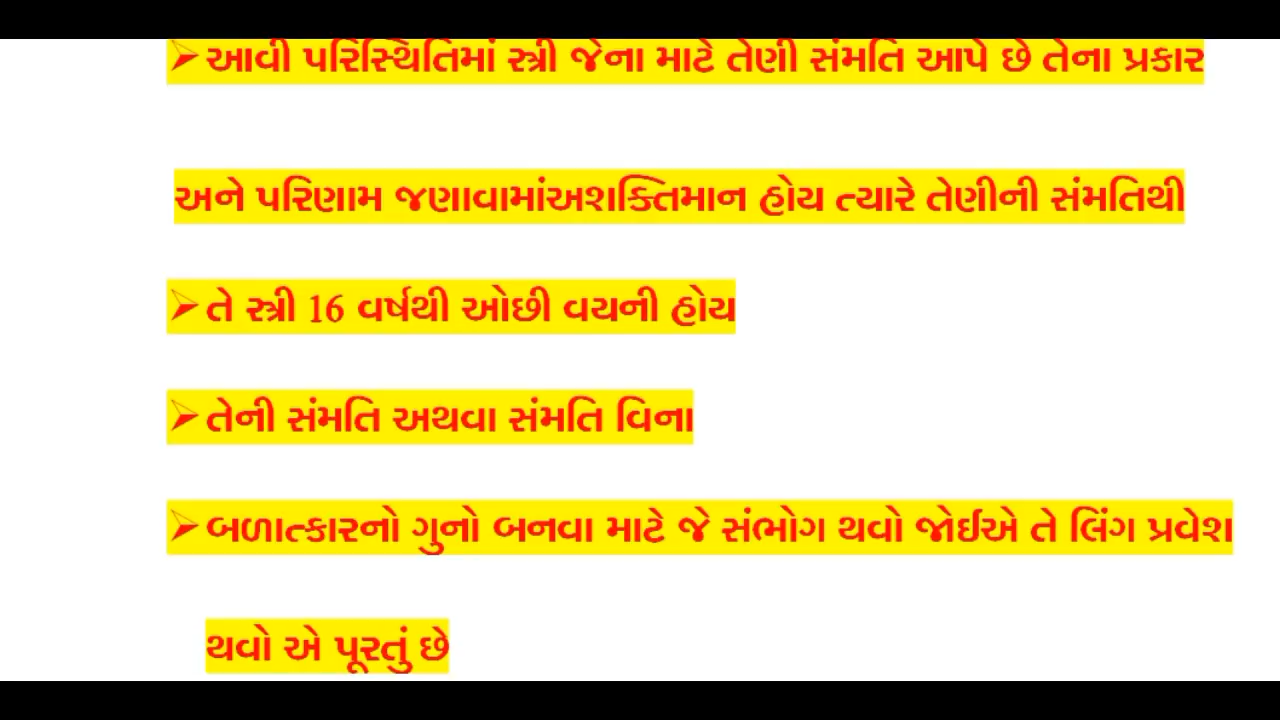 ➢ આવી પરિસ્થિતિમાં સ્ત્રી જેના માટે તેણી સંમતિ આપે છે તેના પ્રકાર
અને પરિણામ જણાવામાંઅશક્તિમાન હોય ત્યારે તેણીની સંમતિથી
➢ તે સ્ત્રી 16 વર્ષથી ઓછી વયની હોય
➢ તેની સંમતિ અથવા સંમતિ વિના
➢ બળાત્કારનો ગુનો બનવા માટે જે સંભોગ થવો જોઈએ તે લિંગ પ્રવેશ
થવો એ પૂરતું છે